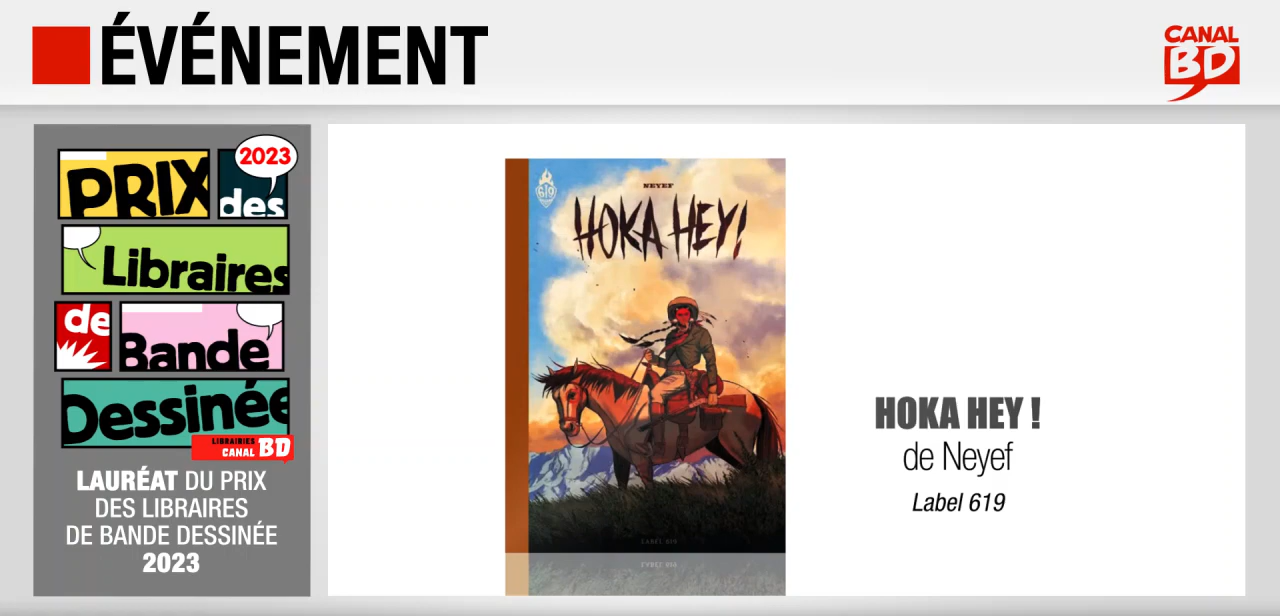 ÉVÉNEMENT
CANAL
BD
2023
PRIX
des
Libraires
de
Bande
Dessinée
LIBRAIRIES
CANAL BD
LAURÉAT DU PRIX
DES LIBRAIRES
DE BANDE DESSINÉE
2023
619
NEYEF
HOKA HEY!
LABEL 619
HOKA HEY !
de Neyef
Label 619